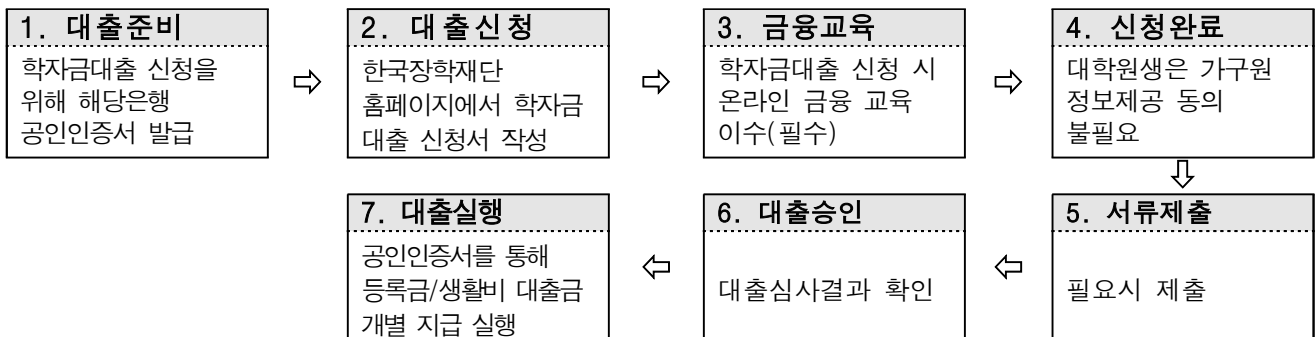 1. 대출준비
학자금대출 신청을
위해 해당은행
공인인증서 발급
2. 대출신청
한국장학재단
홈페이지에서 학자금
대출 신청서 작성
3. 금융교육
학자금대출 신청 시
온라인 금융 교육
이수(필수)
4. 신청완료
대학원생은 가구원
정보제공 동의
불필요
5. 서류제출
필요시 제출
6. 대출승인
대출심사결과 확인
7. 대출실행
공인인증서를 통해
등록금/생활비 대출금
개별 지급 실행